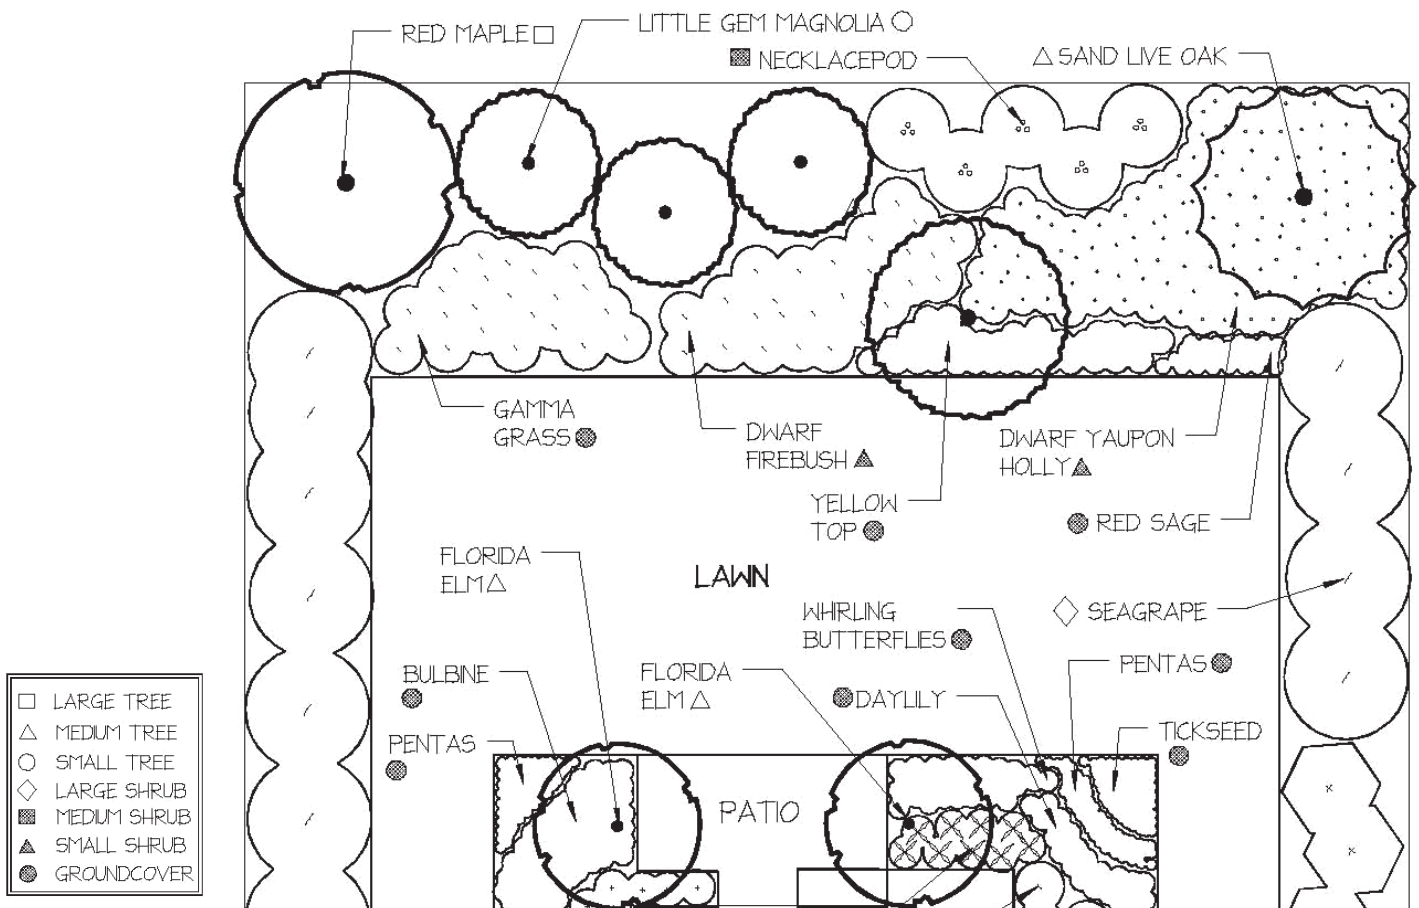 RED MAPLE
LITTLE GEM MAGNOLIA
NECKLACEPOD
SAND LIVE OAK
GAMMA
GRASS
DWARF
FIREBUSH
DWARF YAUPON
HOLLY
YELLOW
TOP
RED SAGE
FLORIDA
ELM
LAWN
WHIRLING
BUTTERFLIES
SEAGRAPE
BULBINE
FLORIDA
ELM
DAYLILY
PENTAS
PENTAS
TICKSEED
PATIO
LARGE TREE
MEDIUM TREE
SMALL TREE
LARGE SHRUB
MEDIUM SHRUB
SMALL SHRUB
GROUNDCOVER